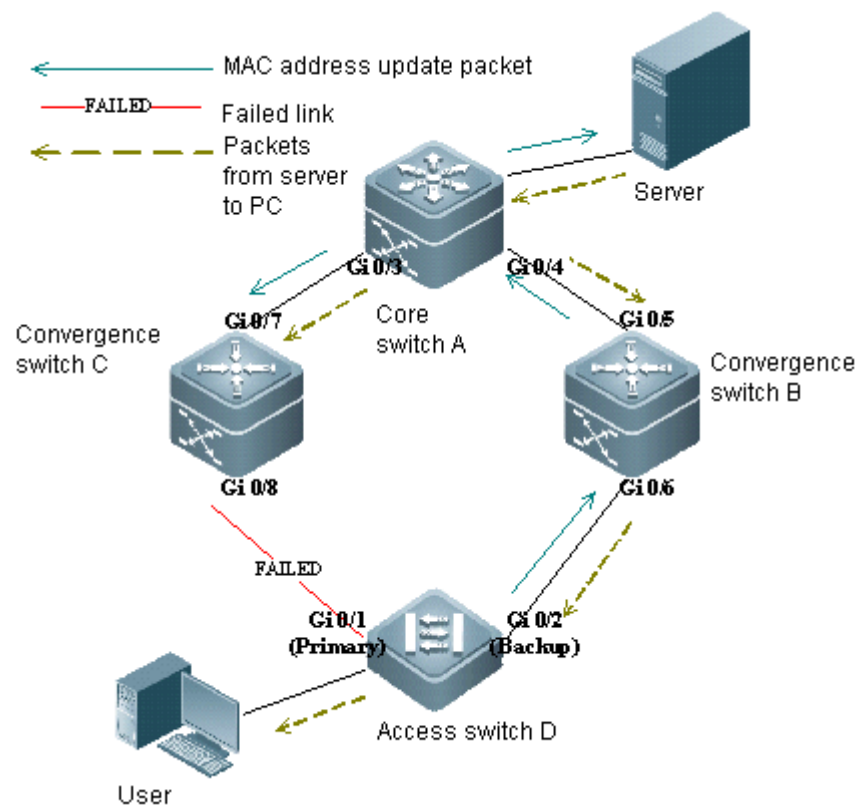 MAC address update packet
FAILED
Failed link
Packets
from server
to PC
Server
Gi 0/3
Gi 0/4
Core
switch A
Convergence
switch C
Gi 0/7
Gi 0/5
Convergence
switch B
Gi 0/8
Gi 0/6
FAILED
Gi 0/1
(Primary)
Gi 0/2
(Backup)
Access switch D
User